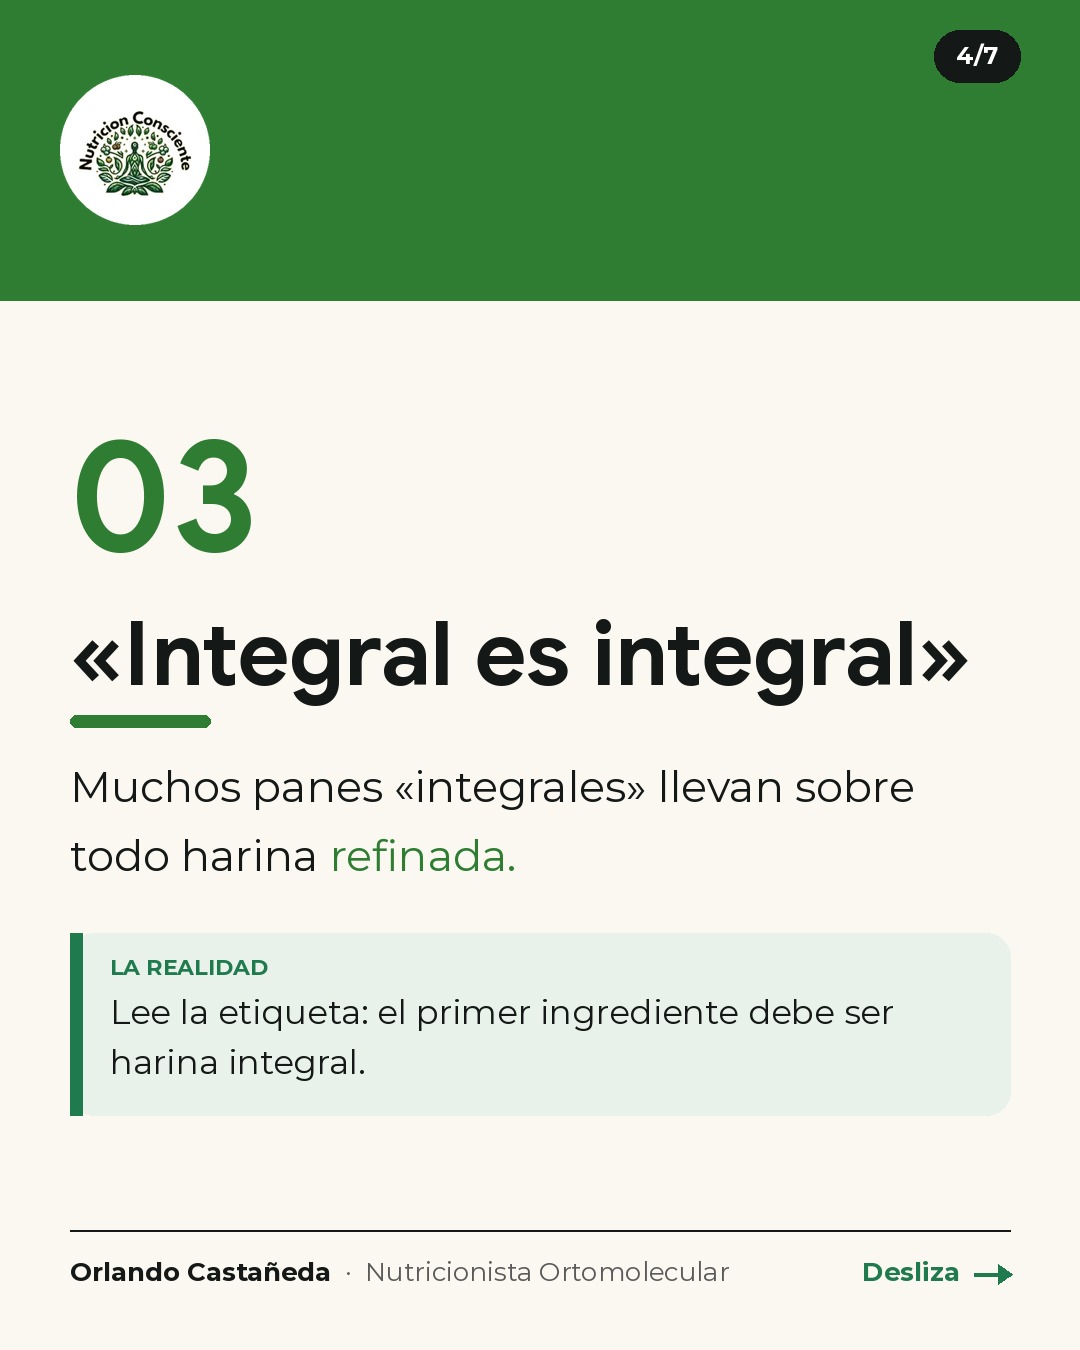 4/7
Nutricion Consciente
03
«Integral es integral»
Muchos panes «integrales» llevan sobre
todo harina refinada.
LA REALIDAD
Lee la etiqueta: el primer ingrediente debe ser
harina integral.
Orlando Castañeda · Nutricionista Ortomolecular
Desliza